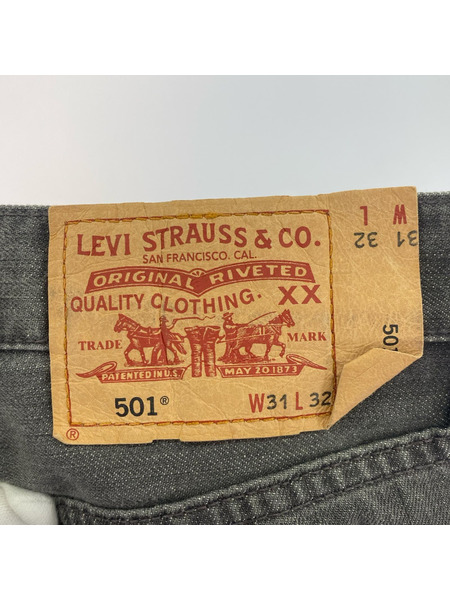 LEVI STRAUSS & CO.
SAN FRANCISCO. CAL.
ORIGINAL RIVETED
QUALITY CLOTHING. XX
TRADE MARK
PATENTED IN U.S. MAY 20 1873
501® W31 L32
®
W L
31 32
501